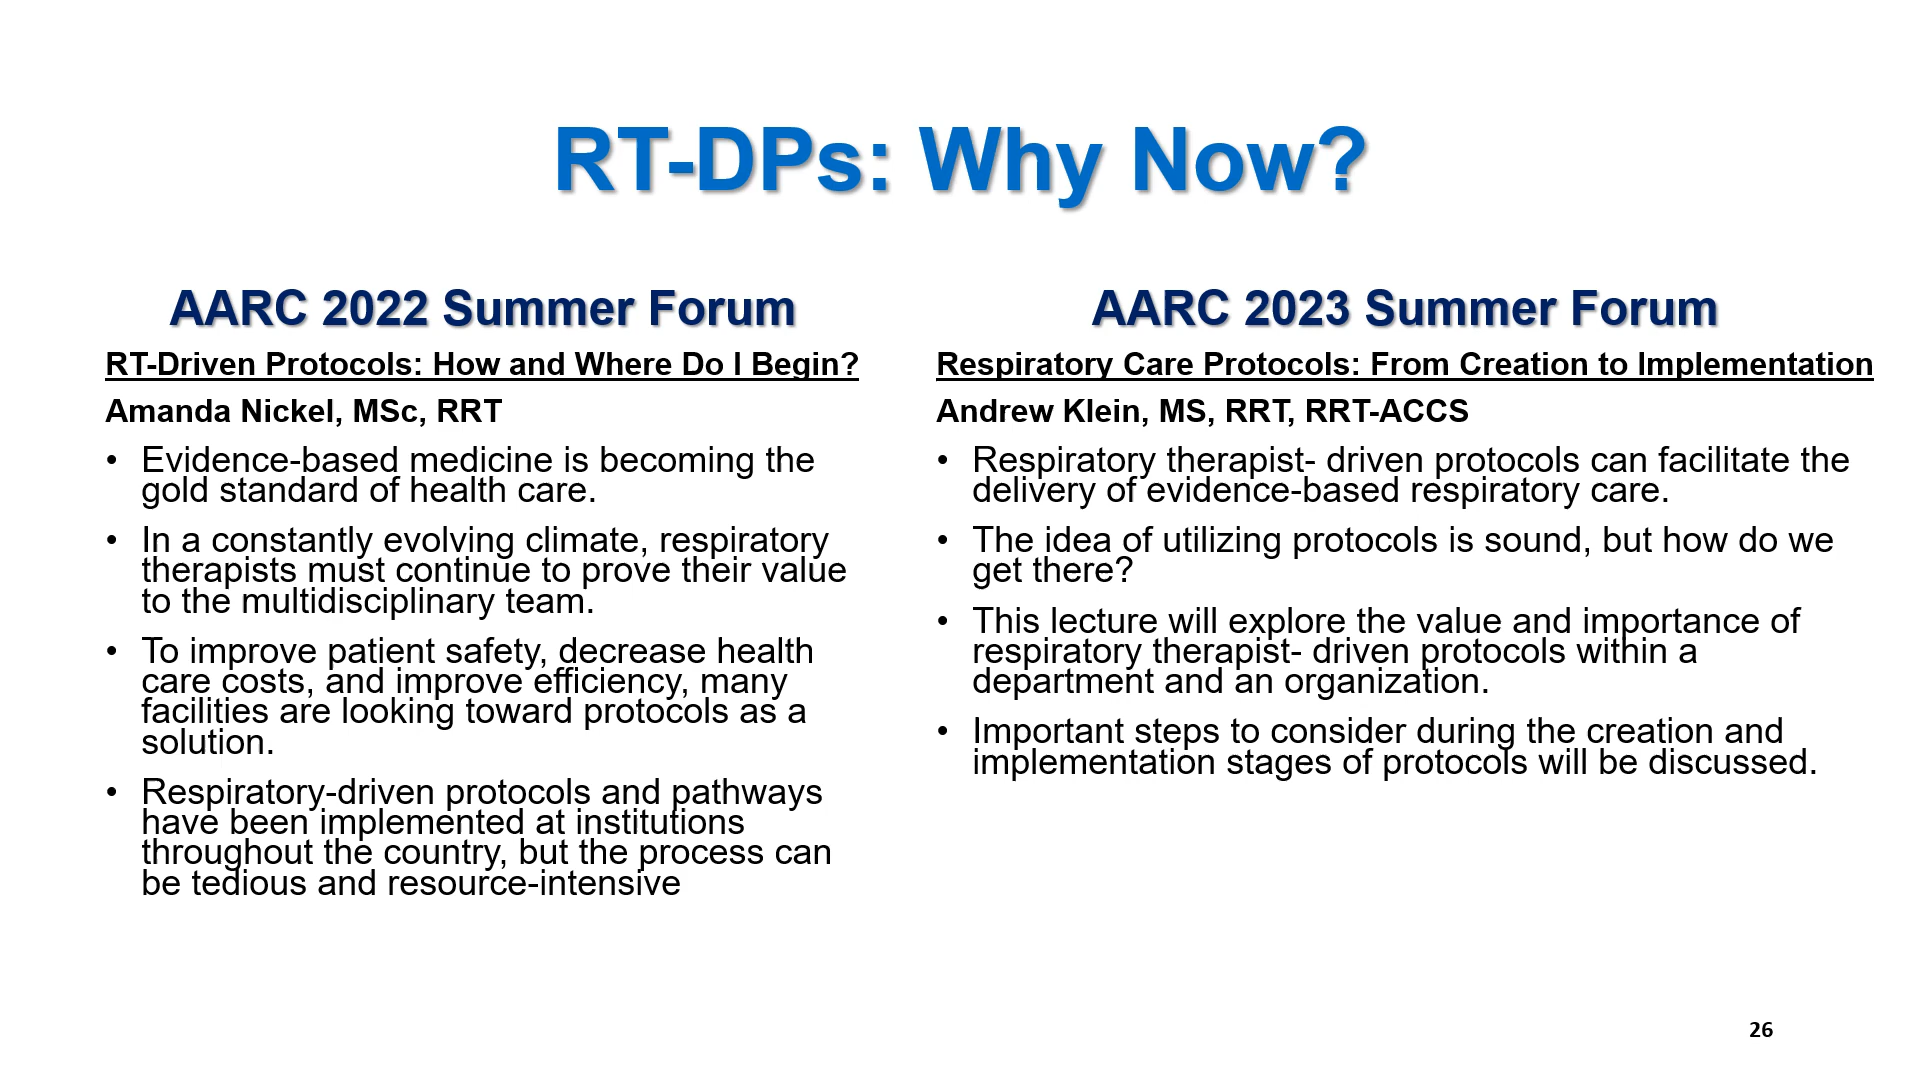 RT-DPs: Why Now?
AARC 2022 Summer Forum
RT-Driven Protocols: How and Where Do I Begin?
Amanda Nickel, MSc, RRT
• Evidence-based medicine is becoming the
gold standard of health care.
• In a constantly evolving climate, respiratory
therapists must continue to prove their value
to the multidisciplinary team.
• To improve patient safety, decrease health
care costs, and improve efficiency, many
facilities are looking toward protocols as a
solution.
• Respiratory-driven protocols and pathways
have been implemented at institutions
throughout the country, but the process can
be tedious and resource-intensive
AARC 2023 Summer Forum
Respiratory Care Protocols: From Creation to Implementation
Andrew Klein, MS, RRT, RRT-ACCS
• Respiratory therapist- driven protocols can facilitate the
delivery of evidence-based respiratory care.
• The idea of utilizing protocols is sound, but how do we
get there?
• This lecture will explore the value and importance of
respiratory therapist- driven protocols within a
department and an organization.
• Important steps to consider during the creation and
implementation stages of protocols will be discussed.
26